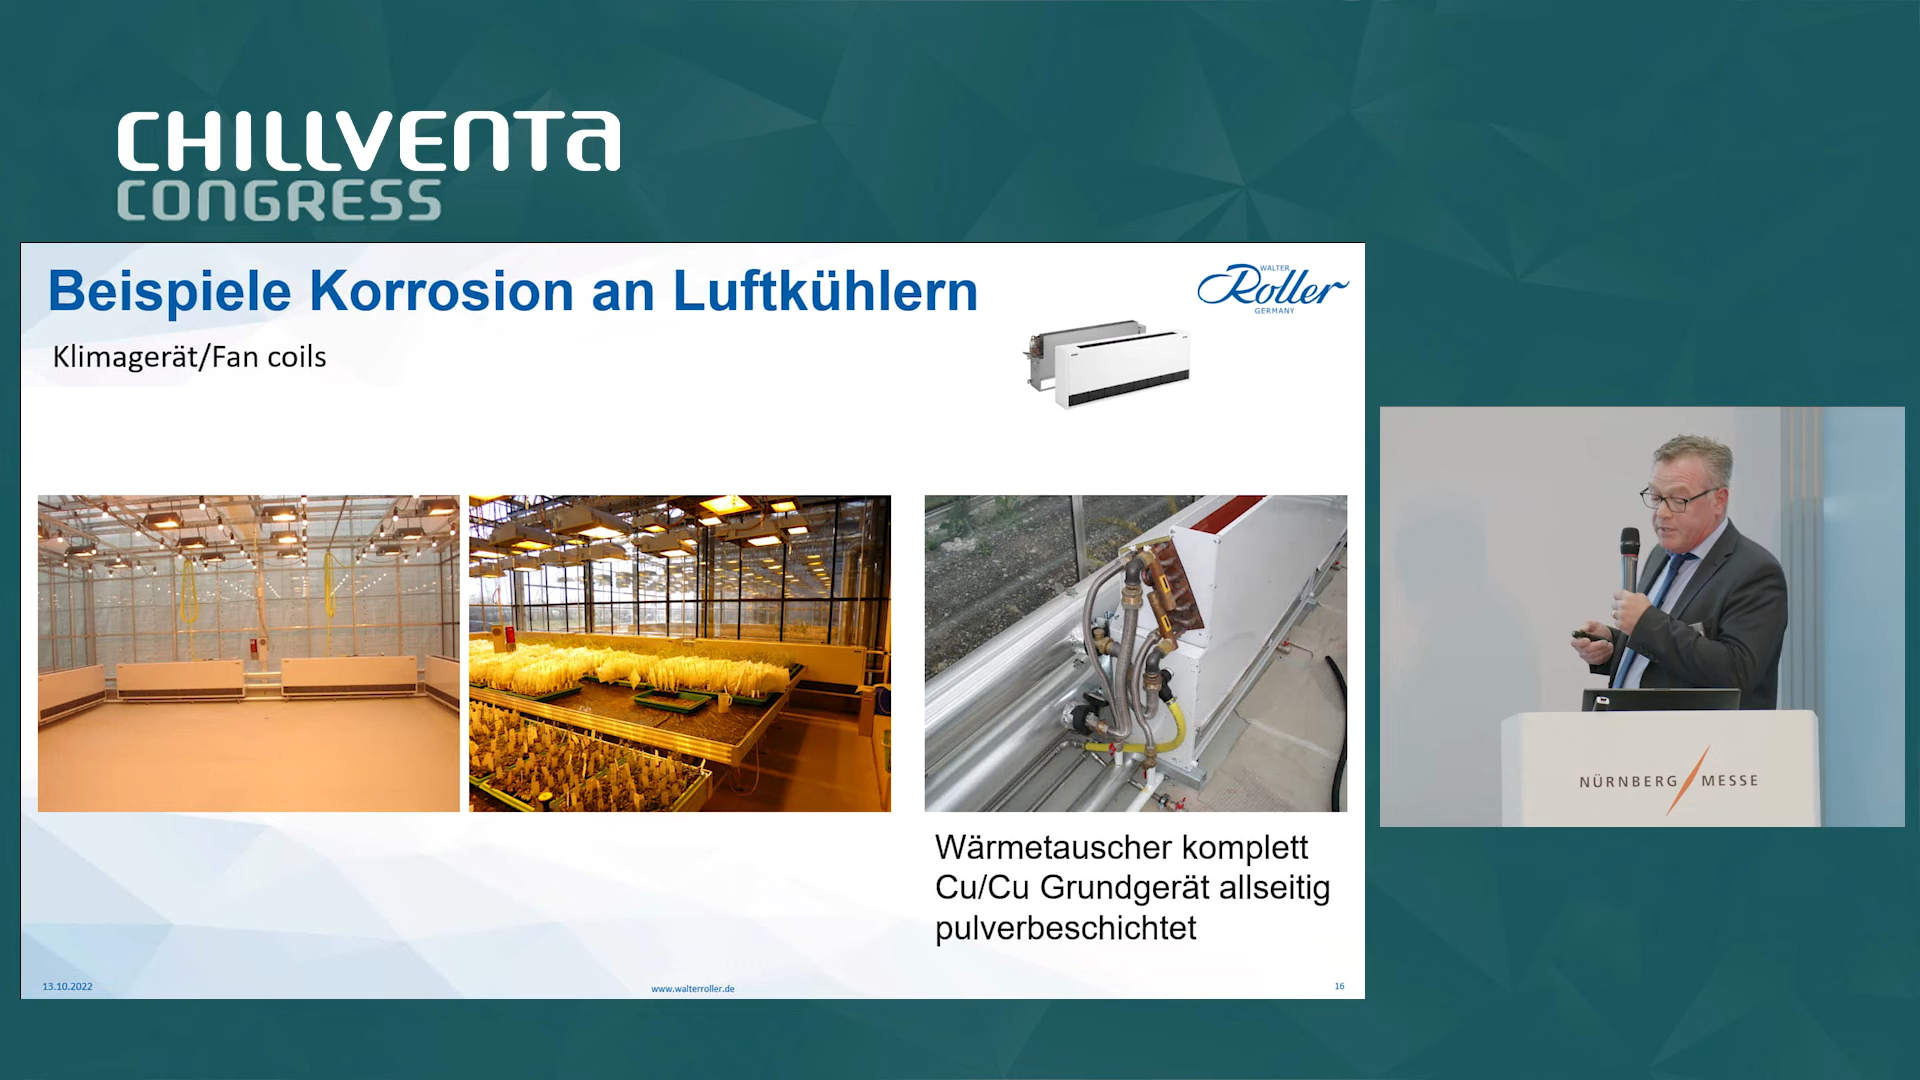 CHILLVENTA
CONGRESS
Beispiele Korrosion an Luftkühlern
WALTER
Roller
GERMANY
Klimagerät/Fan coils
Wärmetauscher komplett
Cu/Cu Grundgerät allseitig
pulverbeschichtet
13.10.2022
www.walterroller.de
16
NÜRNBERG MESSE